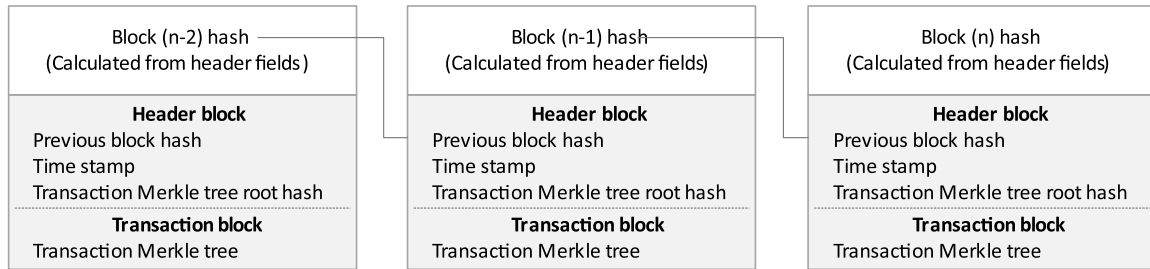 Block (n-2) hash
(Calculated from header fields)
Header block
Previous block hash
Time stamp
Transaction Merkle tree root hash
Transaction block
Transaction Merkle tree
Block (n-1) hash
(Calculated from header fields)
Header block
Previous block hash
Time stamp
Transaction Merkle tree root hash
Transaction block
Transaction Merkle tree
Block (n) hash
(Calculated from header fields)
Header block
Previous block hash
Time stamp
Transaction Merkle tree root hash
Transaction block
Transaction Merkle tree